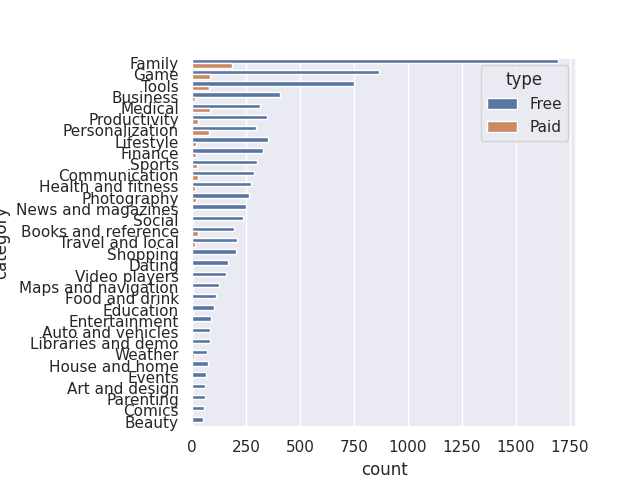 Family
Game
Tools
Business
Medical
Productivity
Personalization
Lifestyle
Finance
Sports
Communication
Health and fitness
Photography
News and magazines
Social
Books and reference
Travel and local
Shopping
Dating
Video players
Maps and navigation
Food and drink
Education
Entertainment
Auto and vehicles
Libraries and demo
Weather
House and home
Events
Art and design
Parenting
Comics
Beauty
category
type
Free
Paid
0 250 500 750 1000 1250 1500 1750
count